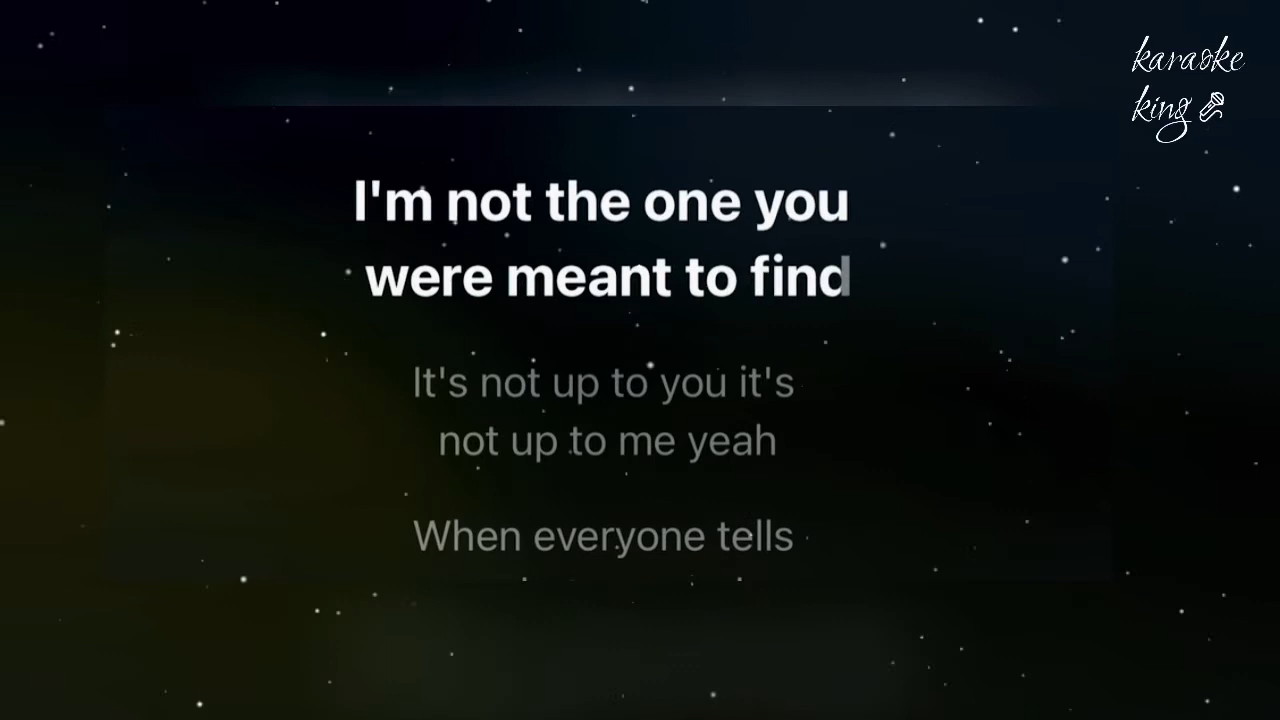 karaoke
king
I'm not the one you
were meant to find
It's not up to you it's
not up to me yeah
When everyone tells